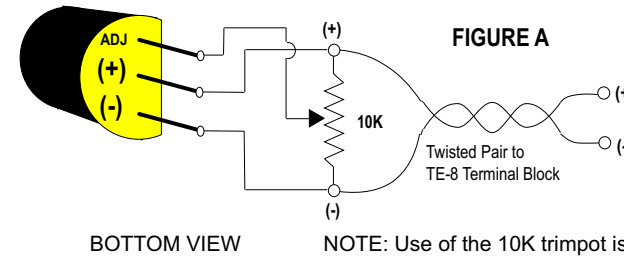 ADJ
(+)
(-)
(+)
FIGURE A
10K
(-)
(+
(-
Twisted Pair to
TE-8 Terminal Block
BOTTOM VIEW
NOTE: Use of the 10K trimpot is